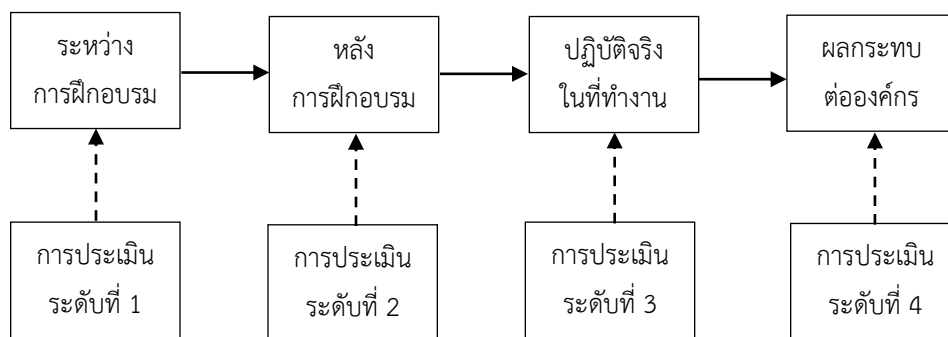 ระหว่าง
การฝึกอบรม
หลัง
การฝึกอบรม
ปฏิบัติจริง
ในที่ทำงาน
ผลกระทบ
ต่อองค์กร
การประเมิน
ระดับที่ 1
การประเมิน
ระดับที่ 2
การประเมิน
ระดับที่ 3
การประเมิน
ระดับที่ 4